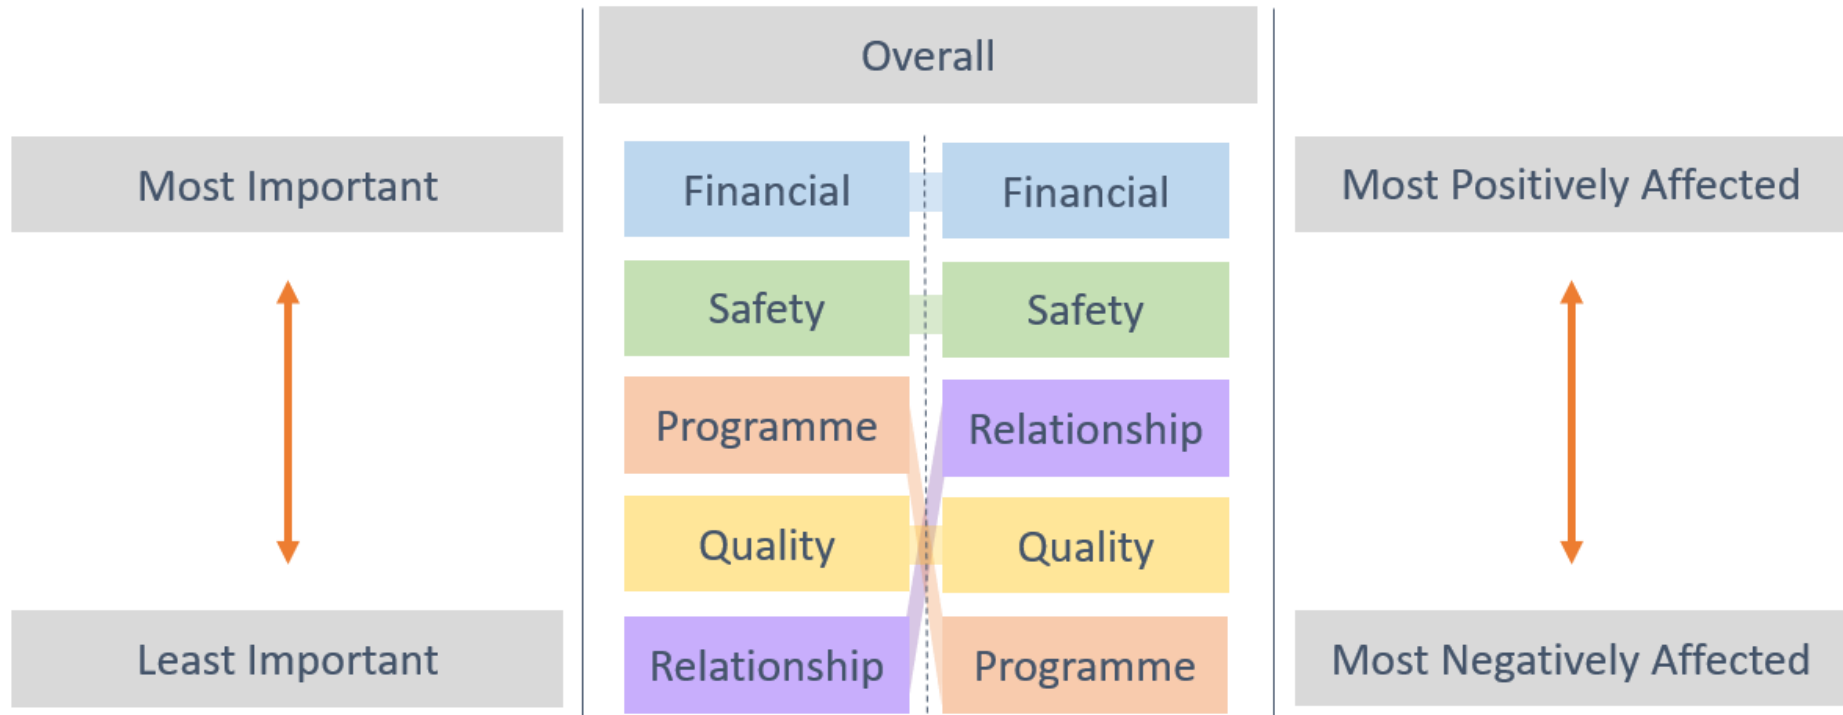 Overall
Most Important
Financial
Financial
Most Positively Affected
Safety
Safety
Programme
Relationship
Quality
Quality
Least Important
Relationship
Programme
Most Negatively Affected